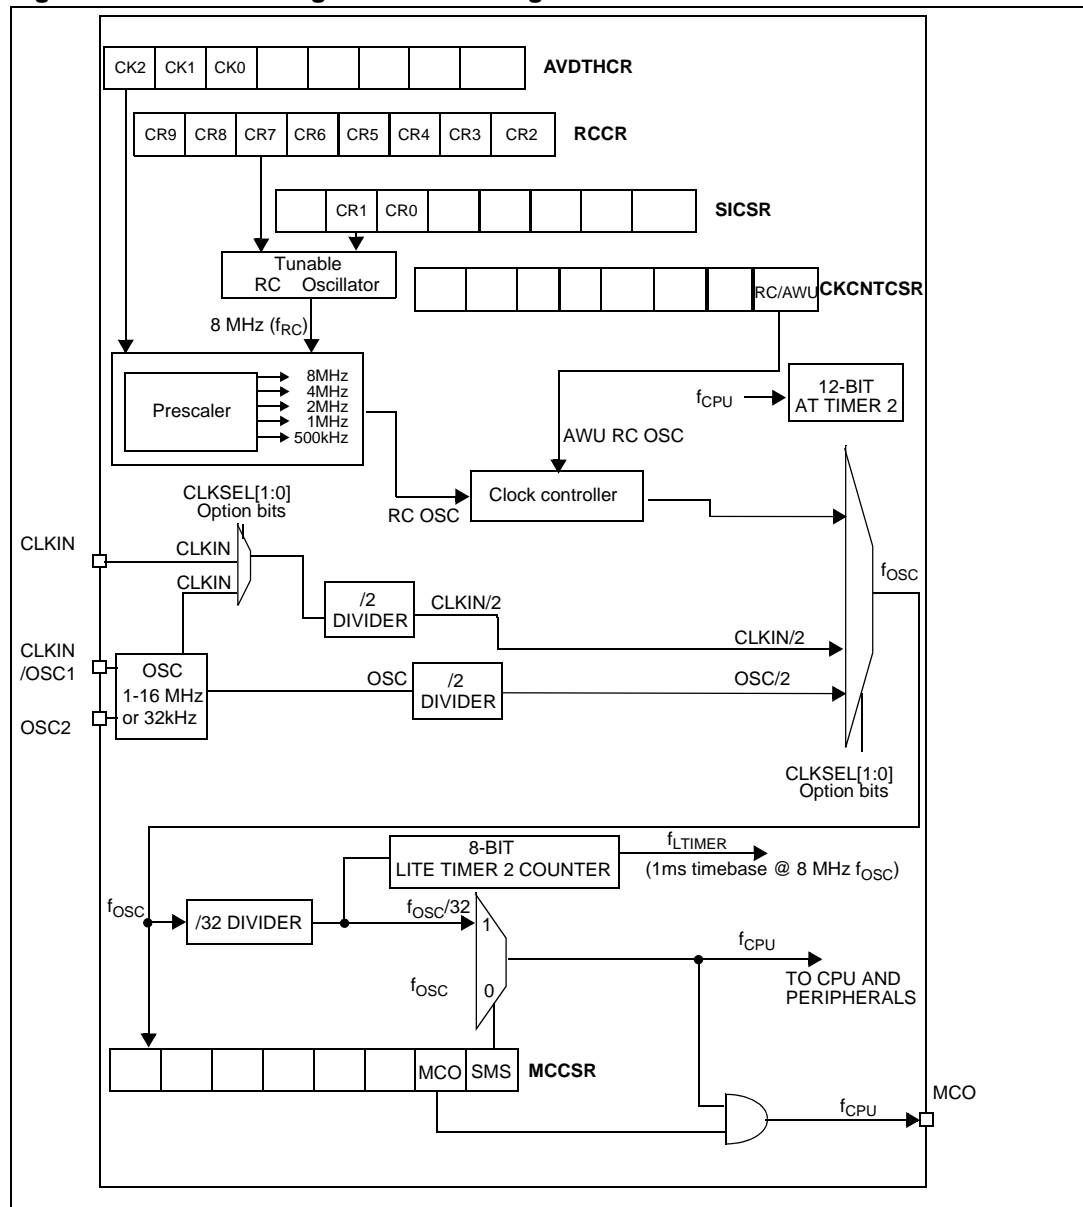 CK2 CK1 CK0 AVDTHCR
CR9 CR8 CR7 CR6 CR5 CR4 CR3 CR2 RCCR
CR1 CR0 SICSR
Tunable
RC Oscillator
RC/AWU CKCNTCSR
8 MHz (fRC)
Prescaler
8MHz
4MHz
2MHz
1MHz
500kHz
fCPU
12-BIT
AT TIMER 2
AWU RC OSC
Clock controller
RC OSC
CLKSEL[1:0]
Option bits
CLKIN
CLKIN
CLKIN
/2
DIVIDER
CLKIN/2
CLKIN/2
fOSC
CLKIN
/OSC1
OSC2
OSC
1-16 MHz
or 32kHz
OSC
/2
DIVIDER
OSC/2
CLKSEL[1:0]
Option bits
8-BIT
LITE TIMER 2 COUNTER
fLTIMER
(1ms timebase @ 8 MHz fOSC)
fOSC
/32 DIVIDER
fOSC/32
1
fOSC
0
fCPU
TO CPU AND
PERIPHERALS
MCO SMS MCCSR
fCPU
MCO